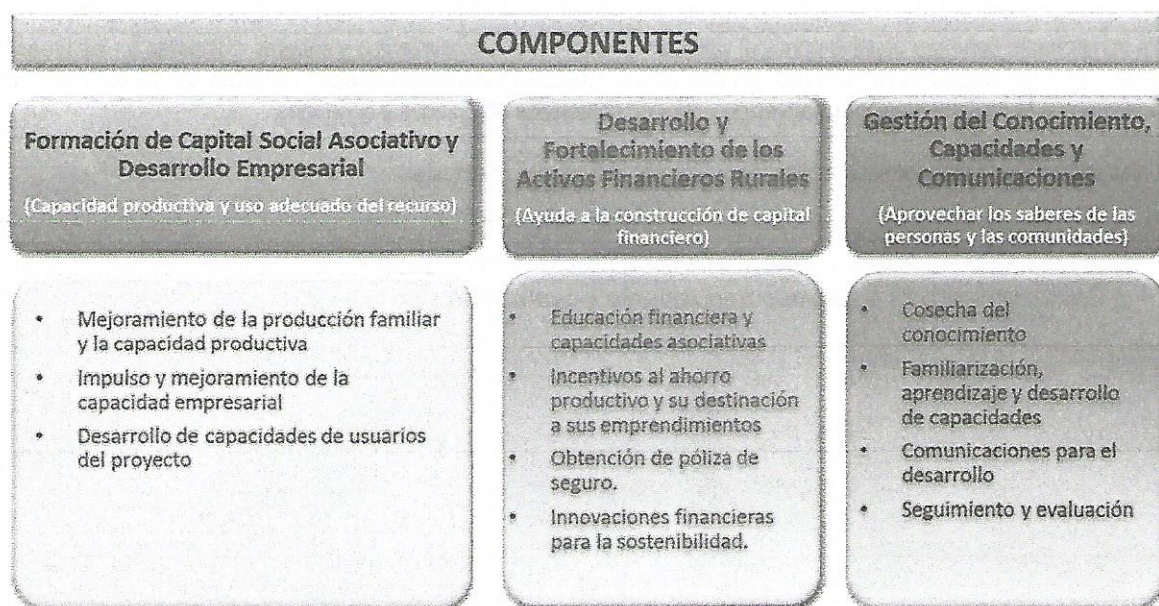 COMPONENTES
Formación de Capital Social Asociativo y
Desarrollo Empresarial
(Capacidad productiva y uso adecuado del recurso)
• Mejoramiento de la producción familiar
y la capacidad productiva
• Impulso y mejoramiento de la
capacidad empresarial
• Desarrollo de capacidades de usuarios
del proyecto
Desarrollo y
Fortalecimiento de los
Activos Financieros Rurales
(Ayuda a la construcción de capital
financiero)
• Educación financiera y
capacidades asociativas
• Incentivos al ahorro
productivo y su destinación
a sus emprendimientos
• Obtención de póliza de
seguro.
• Innovaciones financieras
para la sostenibilidad.
Gestión del Conocimiento,
Capacidades y
Comunicaciones
(Aprovechar los saberes de las
personas y las comunidades)
• Cosecha del
conocimiento
• Familiarización,
aprendizaje y desarrollo
de capacidades
• Comunicaciones para el
desarrollo
• Seguimiento y evaluación